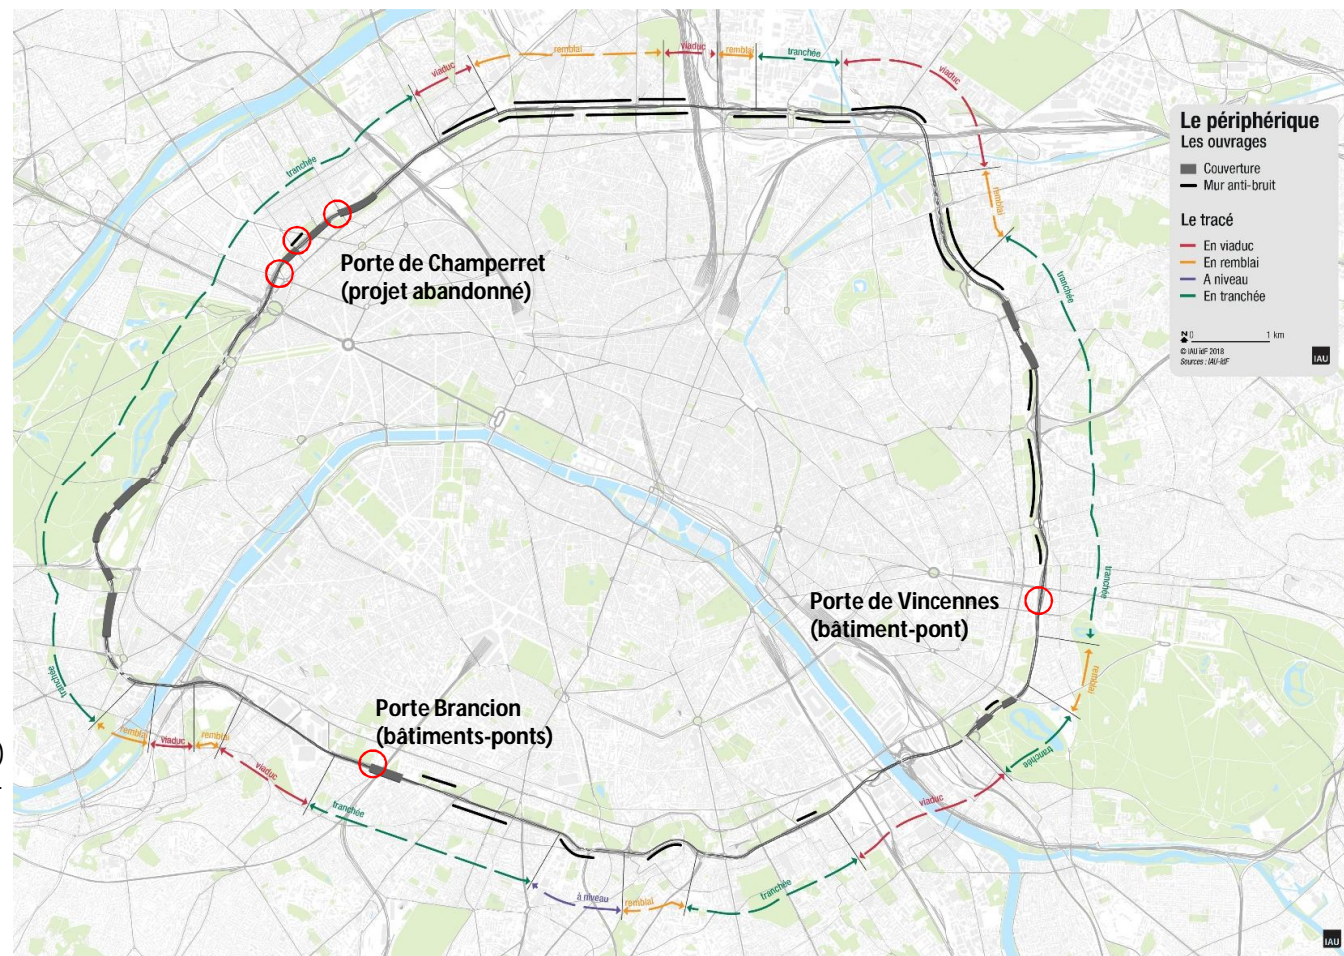 viaduc
remblai
viaduc
remblai
tranchée
viaduc
tranchée
remblai
tranchée
Le périphérique
Les ouvrages
Couverture
Mur anti-bruit
Le tracé
En viaduc
En remblai
A niveau
En tranchée
N 0 1 km
© IAU îdF 2018
Sources : IAU-îdF
IAU
Porte de Champerret
(projet abandonné)
Porte de Vincennes
(bâtiment-pont)
tranchée
remblai
tranchée
viaduc
Porte Brancion
(bâtiments-ponts)
tranchée
remblai
viaduc
remblai
viaduc
tranchée
à niveau
remblai
tranchée
)
IAU